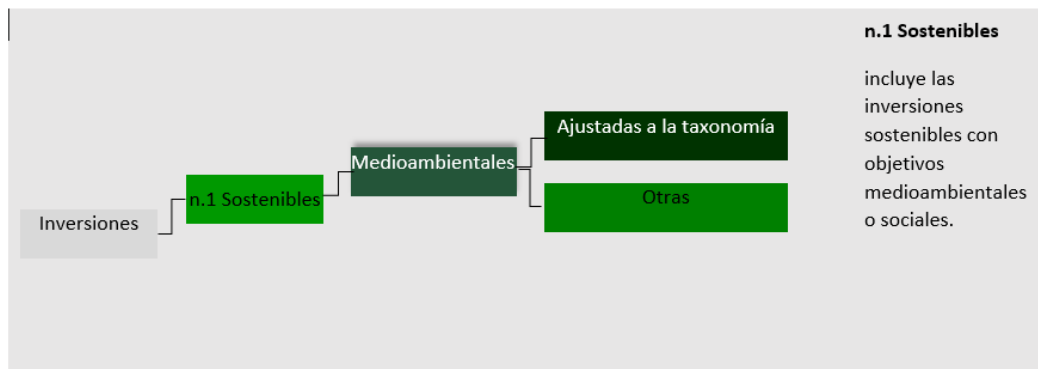 n.1 Sostenibles
incluye las
inversiones
sostenibles con
objetivos
medioambientales
o sociales.
Ajustadas a la taxonomía
Medioambientales
n.1 Sostenibles
Otras
Inversiones